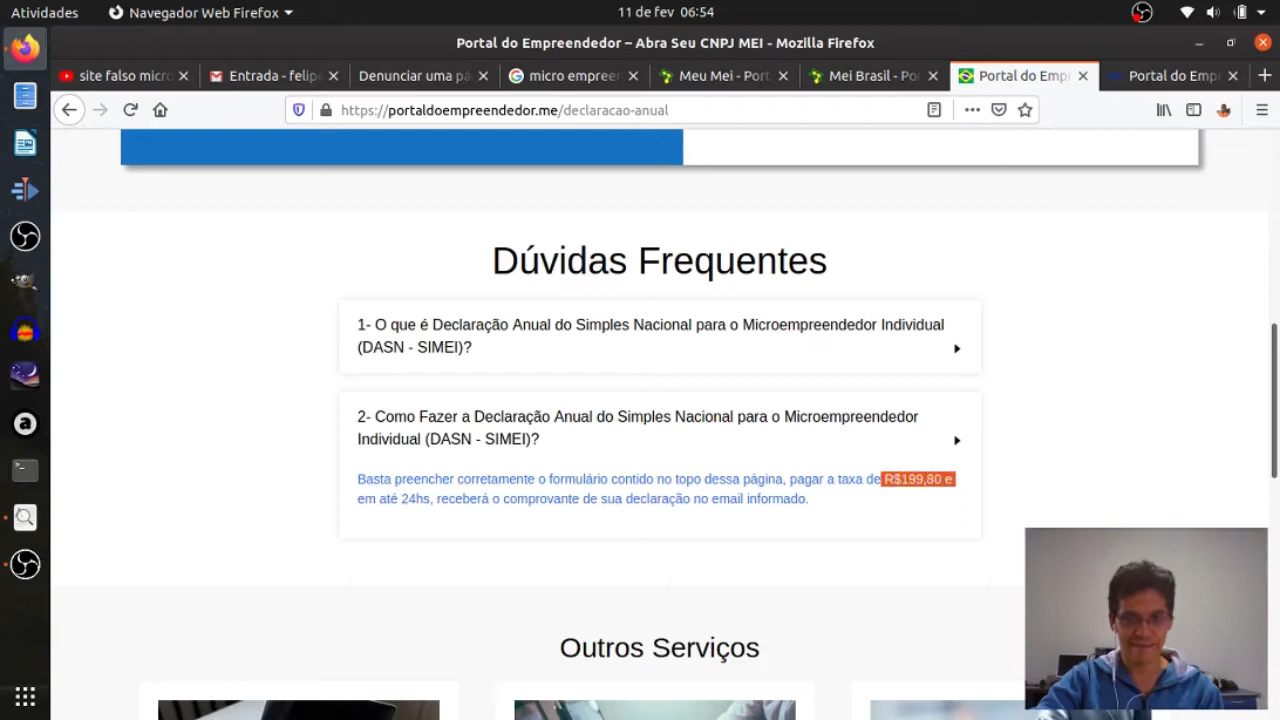 Atividades
Navegador Web Firefox
11 de fev 06:54
Portal do Empreendedor – Abra Seu CNPJ MEI - Mozilla Firefox
site falso micro
Entrada - felip
Denunciar uma pá
micro empreen
Meu Mei - Port
Mei Brasil - Por
Portal do Emp
Portal do Emp
https://portaldoempreendedor.me/declaracao-anual
Dúvidas Frequentes
1- O que é Declaração Anual do Simples Nacional para o Microempreendedor Individual
(DASN - SIMEI)?
2- Como Fazer a Declaração Anual do Simples Nacional para o Microempreendedor
Individual (DASN - SIMEI)?
Basta preencher corretamente o formulário contido no topo dessa página, pagar a taxa de R$199,80 e
em até 24hs, receberá o comprovante de sua declaração no email informado.
Outros Serviços